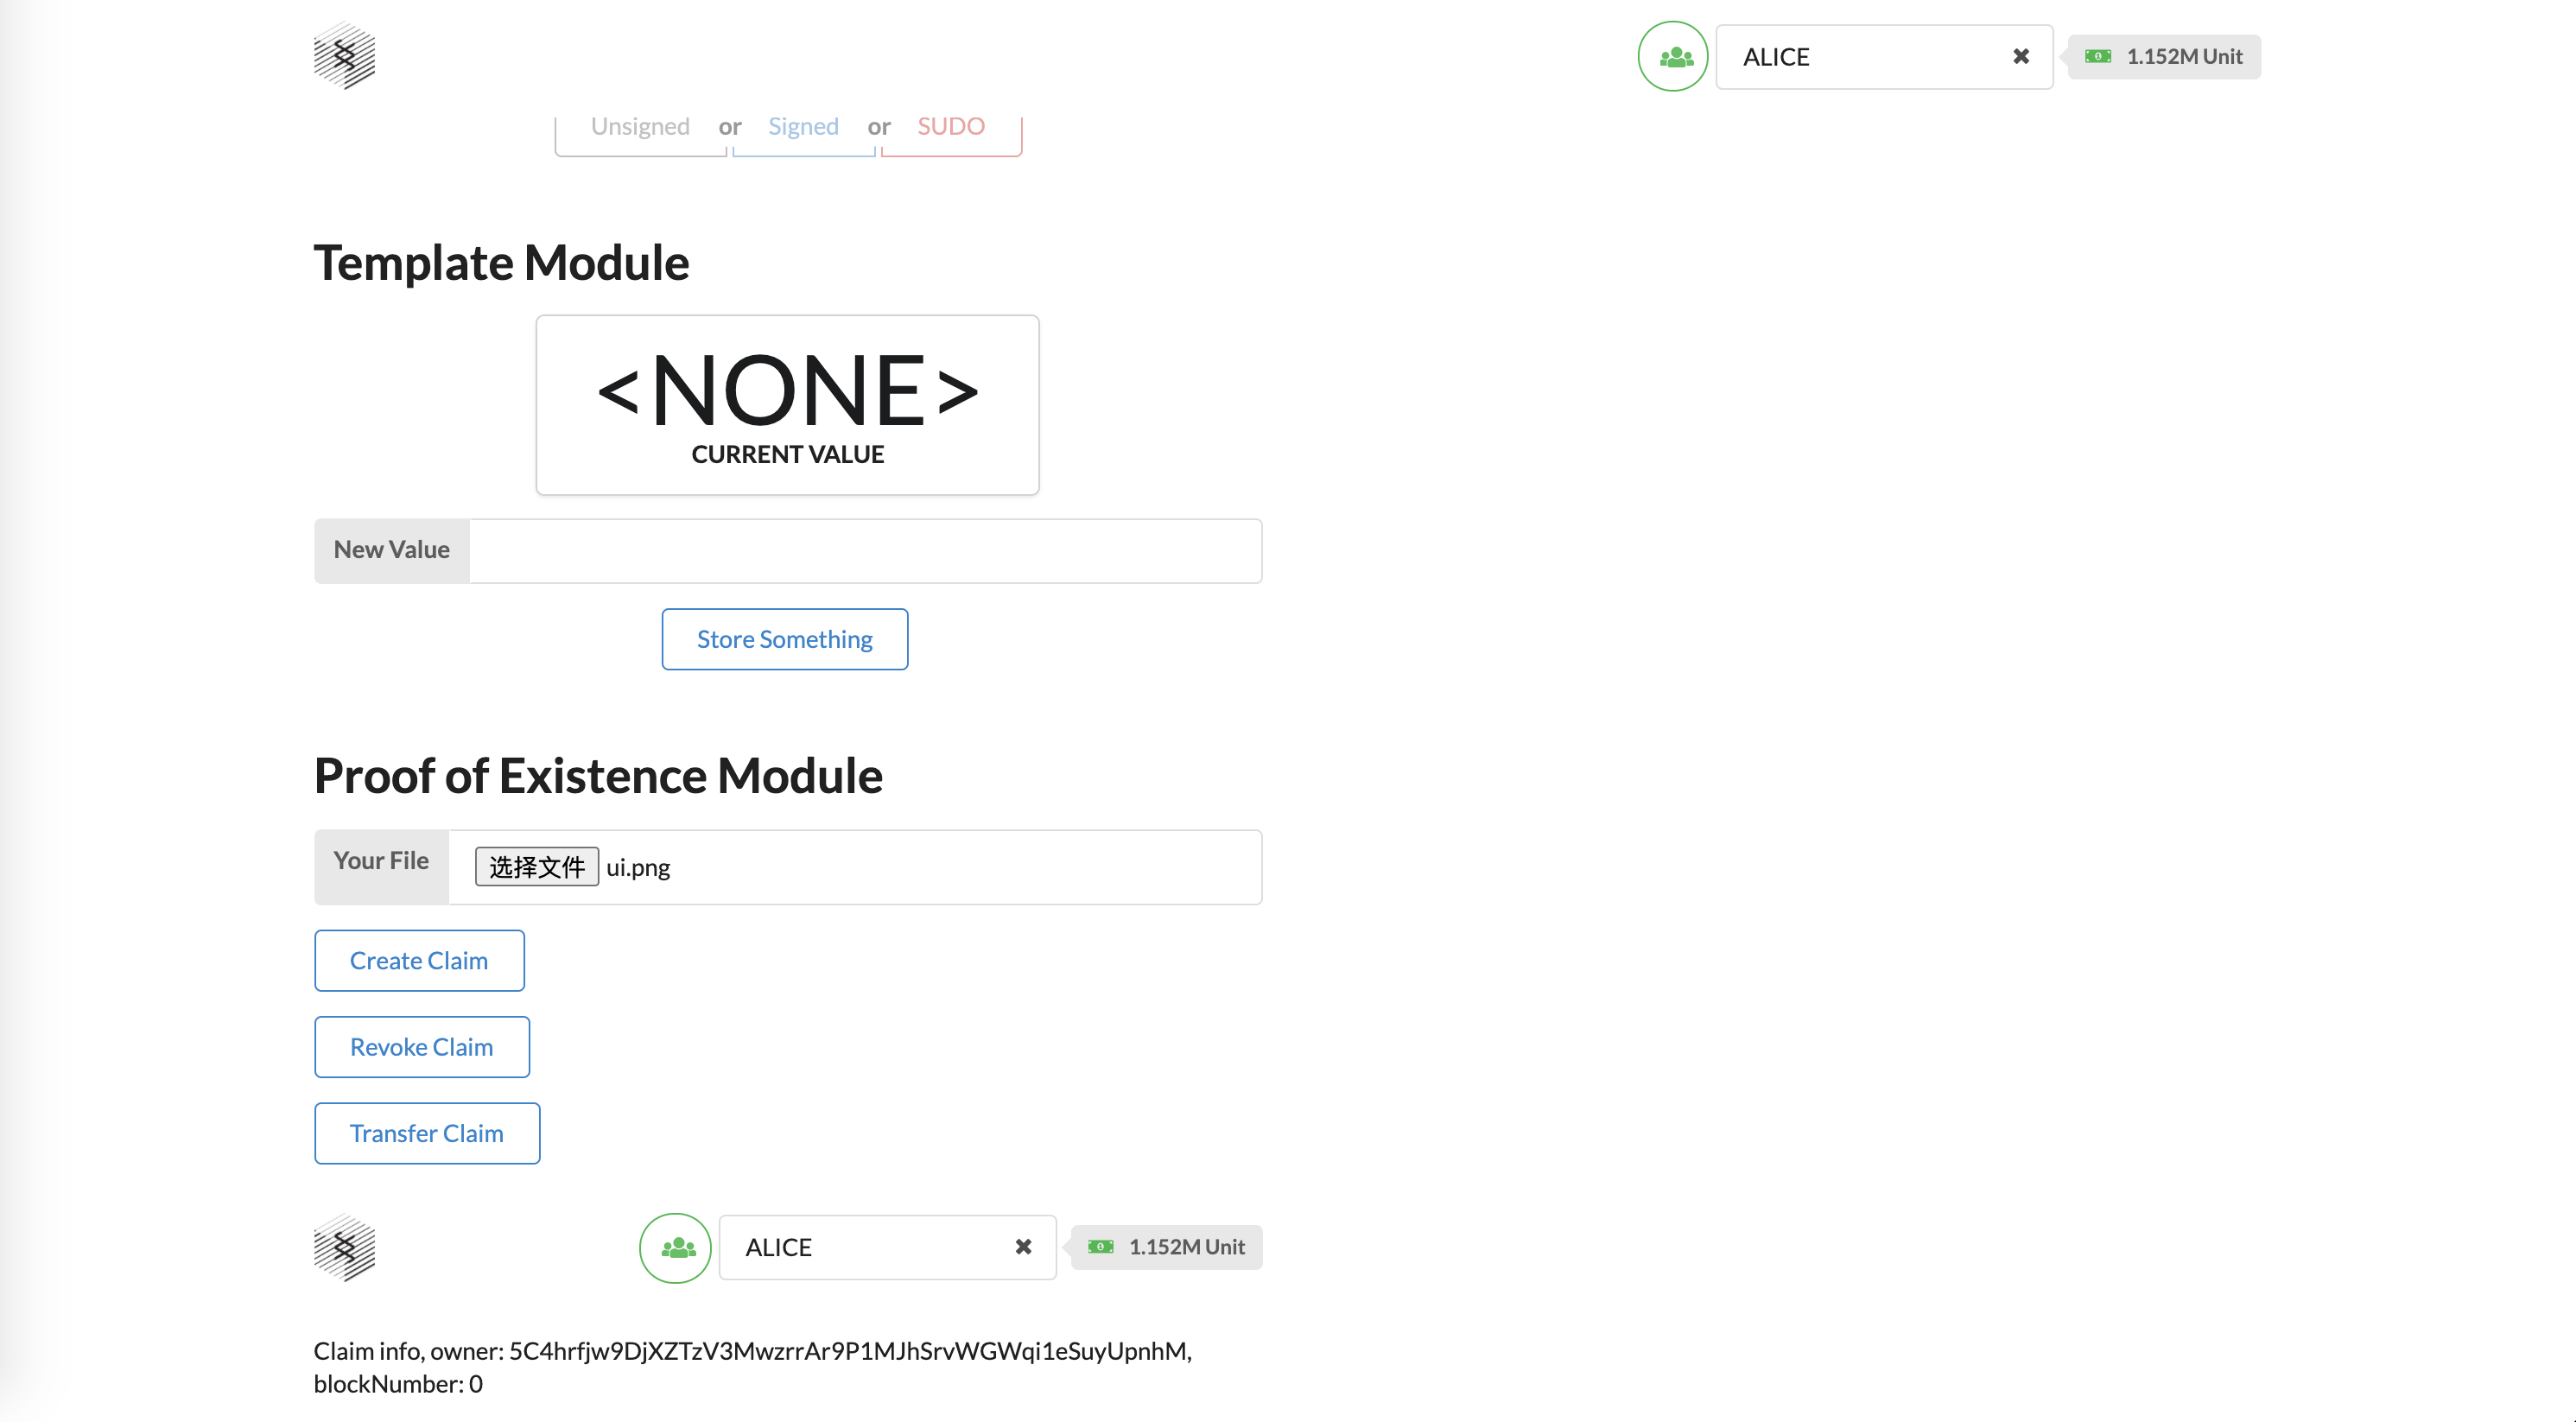 ALICE 1.152M Unit
Unsigned or Signed or SUDO
Template Module
<NONE>
CURRENT VALUE
New Value
Store Something
Proof of Existence Module
Your File 选择文件 ui.png
Create Claim
Revoke Claim
Transfer Claim
ALICE 1.152M Unit
Claim info, owner: 5C4hrfjw9DjXZTzV3MwzrrAr9P1MJhSrvWGWqi1eSuyUpnhM,
blockNumber: 0